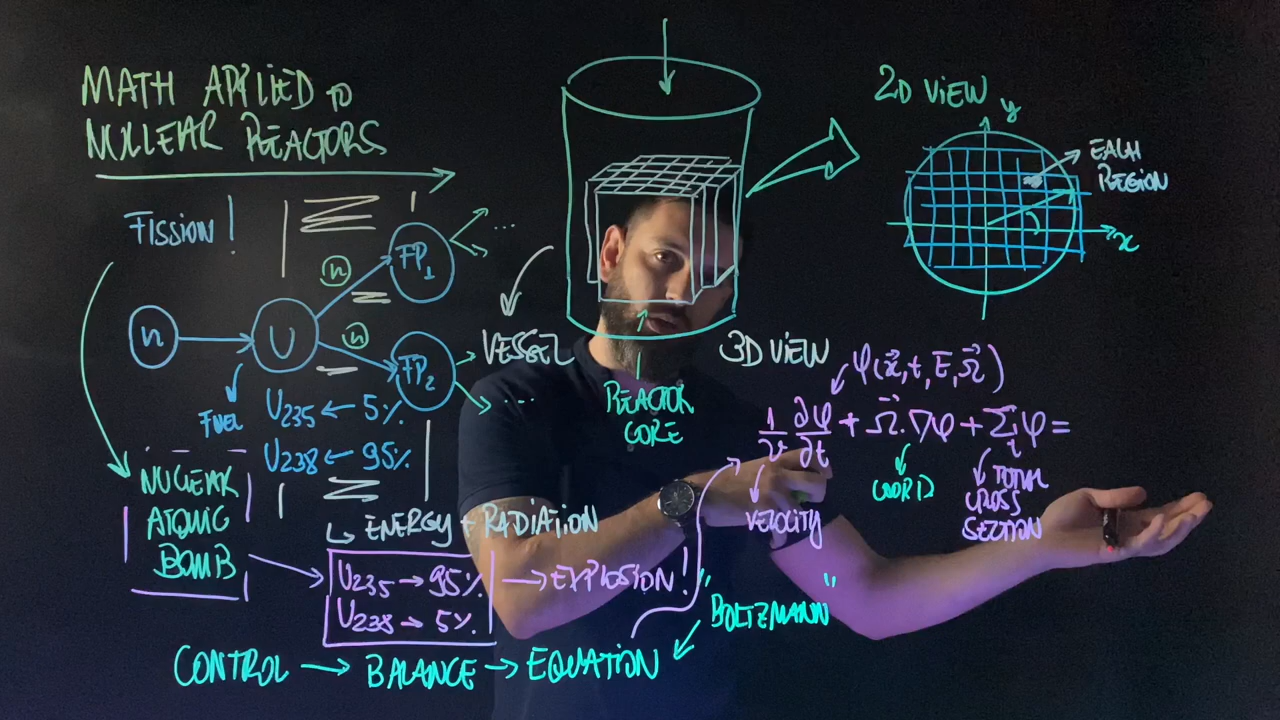 MATH APPLIED TO
NUCLEAR REACTORS
FISSION!
n
U
n
n
FP₁
FP₂
...
...
FUEL
U235 ← 5%
U238 ← 95%
ENERGY + RADIATION
NUCLEAR
ATOMIC
BOMB
U235 → 95%
U238 → 5%
→ EXPLOSION!
CONTROL → BALANCE → EQUATION
"BOLTZMANN"
VESSEL
REACTOR
CORE
3D VIEW
2D VIEW
y
x
EACH
REGION
φ(x⃗, t, E, Ω⃗)
1/v ∂φ/∂t + Ω⃗·∇φ + Σₜφ =
VELOCITY
COORD
TOTAL
CROSS
SECTION